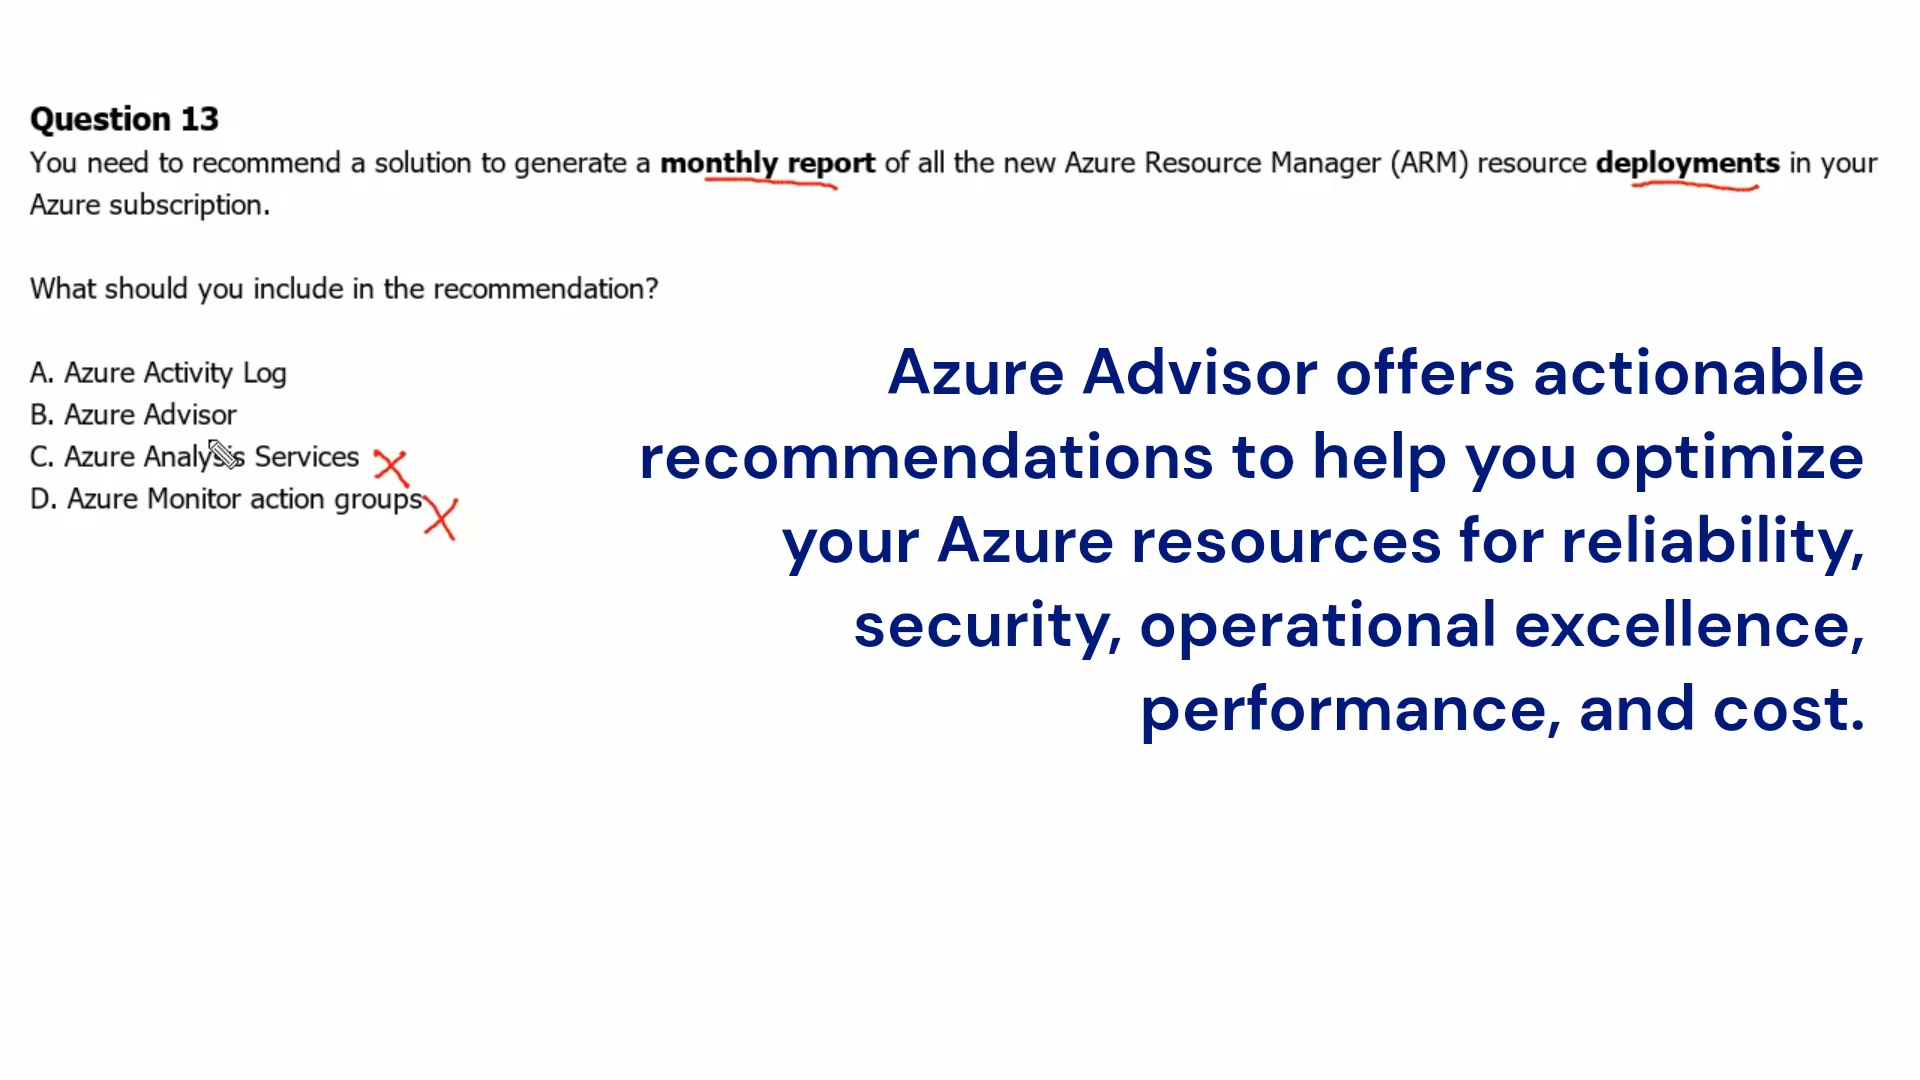 Question 13
You need to recommend a solution to generate a monthly report of all the new Azure Resource Manager (ARM) resource deployments in your
Azure subscription.
What should you include in the recommendation?
A. Azure Activity Log
B. Azure Advisor
C. Azure Analysis Services
D. Azure Monitor action groups
Azure Advisor offers actionable
recommendations to help you optimize
your Azure resources for reliability,
security, operational excellence,
performance, and cost.